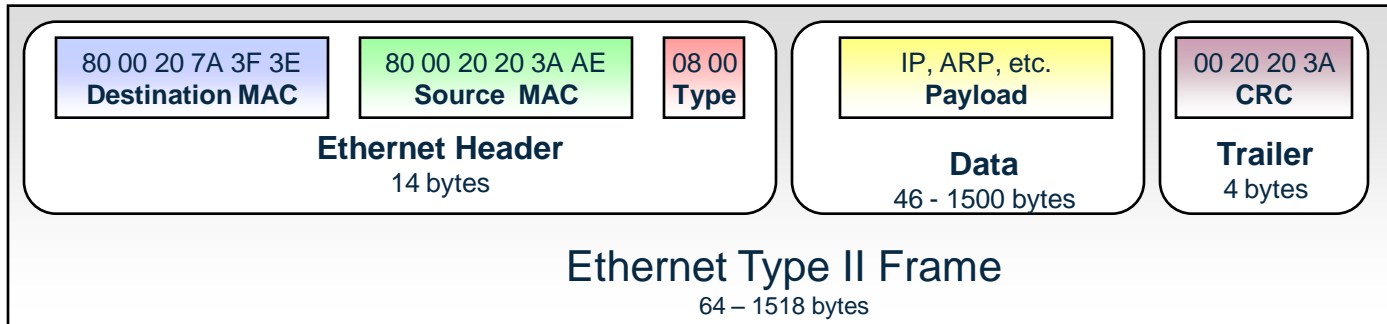 80 00 20 7A 3F 3E
Destination MAC
80 00 20 20 3A AE
Source MAC
08 00
Type
Ethernet Header
14 bytes
IP, ARP, etc.
Payload
Data
46 - 1500 bytes
00 20 20 3A
CRC
Trailer
4 bytes
Ethernet Type II Frame
64 – 1518 bytes